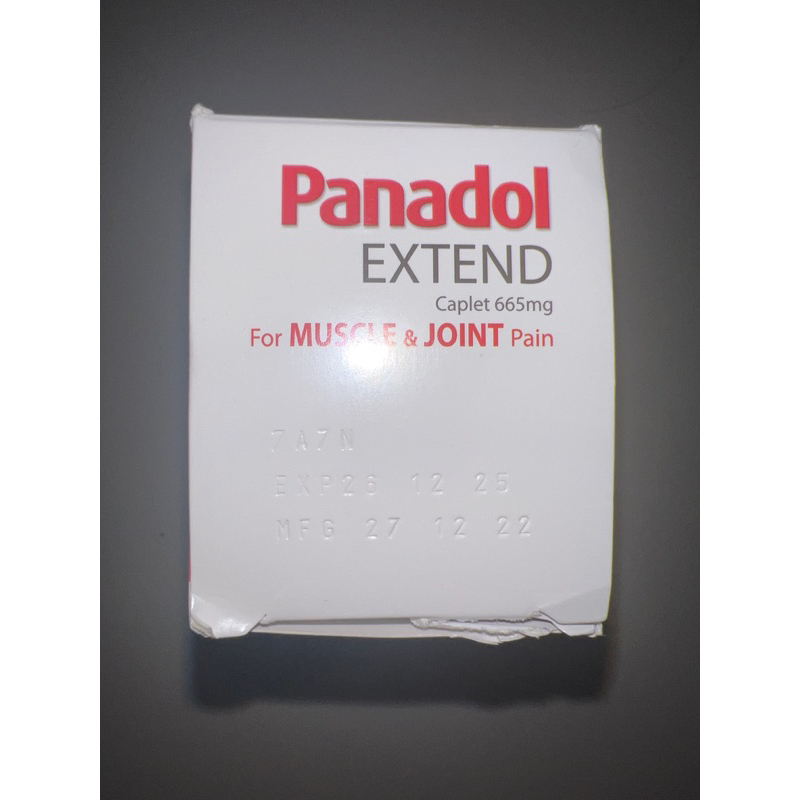 Panadol
EXTEND
Caplet 665mg
For MUSCLE & JOINT Pain
7A7N
EXP26 12 25
MFG 27 12 22